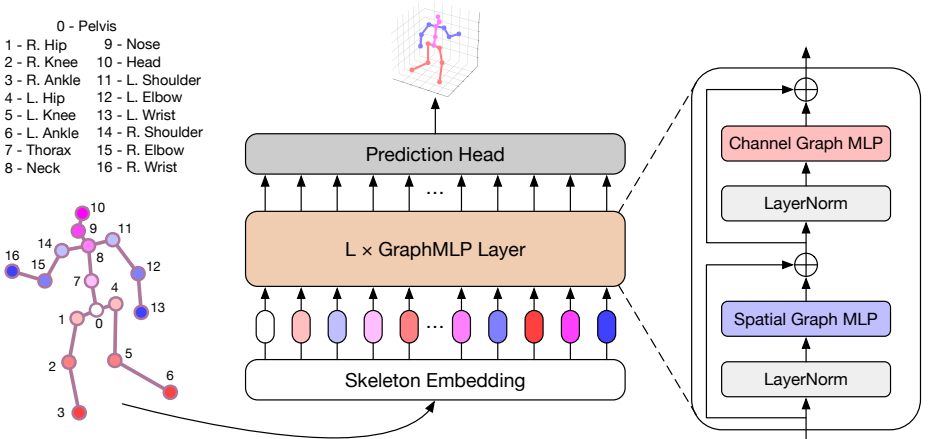 0 - Pelvis
1 - R. Hip 9 - Nose
2 - R. Knee 10 - Head
3 - R. Ankle 11 - L. Shoulder
4 - L. Hip 12 - L. Elbow
5 - L. Knee 13 - L. Wrist
6 - L. Ankle 14 - R. Shoulder
7 - Thorax 15 - R. Elbow
8 - Neck 16 - R. Wrist
10
9
11
14
8
16
15
12
7
4
13
1
0
2
5
6
3
Prediction Head
...
L × GraphMLP Layer
...
Skeleton Embedding
Channel Graph MLP
LayerNorm
Spatial Graph MLP
LayerNorm